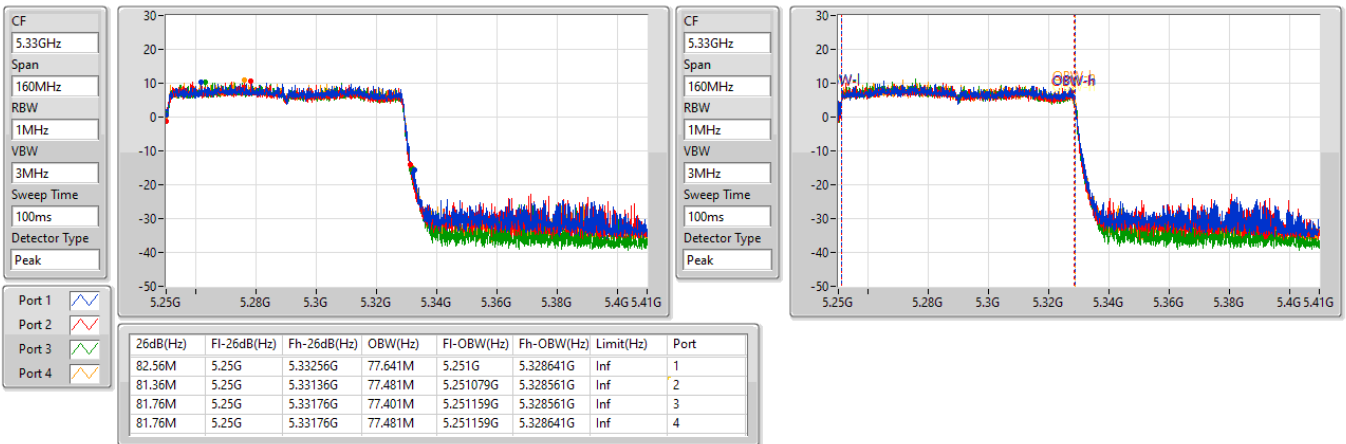 CF
5.33GHz
Span
160MHz
RBW
1MHz
VBW
3MHz
Sweep Time
100ms
Detector Type
Peak
30
20
10
0
-10
-20
-30
-40
-50
5.25G 5.28G 5.3G 5.32G 5.34G 5.36G 5.38G 5.4G 5.41G
CF
5.33GHz
Span
160MHz
RBW
1MHz
VBW
3MHz
Sweep Time
100ms
Detector Type
Peak
30
20
10
0
-10
-20
-30
-40
-50
W-l
OBW-h
5.25G 5.28G 5.3G 5.32G 5.34G 5.36G 5.38G 5.4G 5.41G
Port 1
Port 2
Port 3
Port 4
26dB(Hz) Fl-26dB(Hz) Fh-26dB(Hz) OBW(Hz) Fl-OBW(Hz) Fh-OBW(Hz) Limit(Hz) Port
82.56M 5.25G 5.33256G 77.641M 5.251G 5.328641G Inf 1
81.36M 5.25G 5.33136G 77.481M 5.251079G 5.328561G Inf 2
81.76M 5.25G 5.33176G 77.401M 5.251159G 5.328561G Inf 3
81.76M 5.25G 5.33176G 77.481M 5.251159G 5.328641G Inf 4